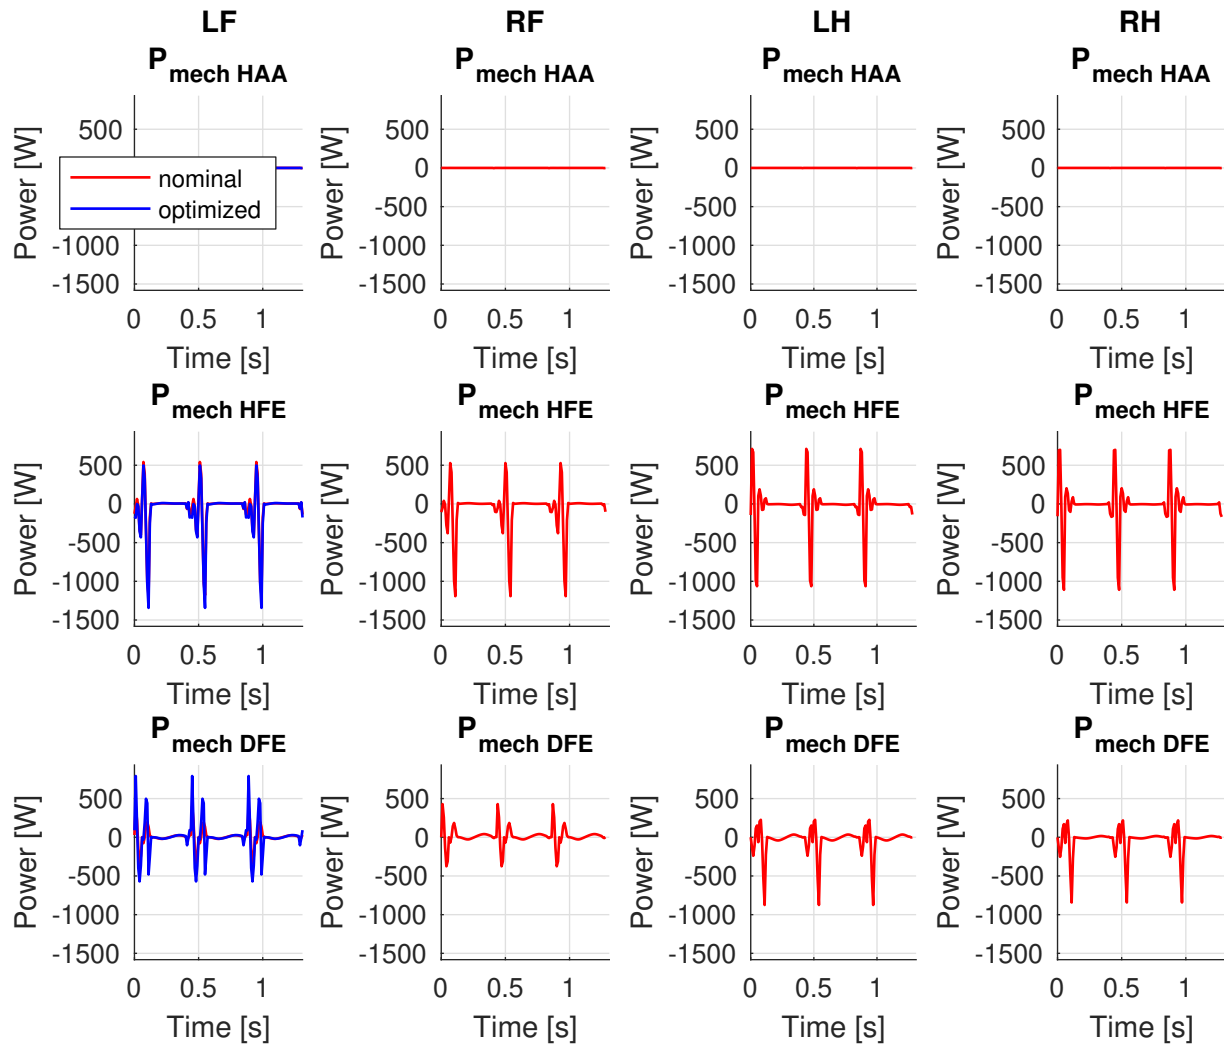 LF RF LH RH
P mech HAA P mech HAA P mech HAA P mech HAA
Power [W] 500 -1000 -1500
nominal
optimized
0 0.5 1
Time [s]
Power [W] 500 0 -500 -1000 -1500
0 0.5 1
Time [s]
Power [W] 500 0 -500 -1000 -1500
0 0.5 1
Time [s]
Power [W] 500 0 -500 -1000 -1500
0 0.5 1
Time [s]
P mech HFE P mech HFE P mech HFE P mech HFE
Power [W] 500 0 -500 -1000 -1500
0 0.5 1
Time [s]
Power [W] 500 0 -500 -1000 -1500
0 0.5 1
Time [s]
Power [W] 500 0 -500 -1000 -1500
0 0.5 1
Time [s]
Power [W] 500 0 -500 -1000 -1500
0 0.5 1
Time [s]
P mech DFE P mech DFE P mech DFE P mech DFE
Power [W] 500 0 -500 -1000 -1500
0 0.5 1
Time [s]
Power [W] 500 0 -500 -1000 -1500
0 0.5 1
Time [s]
Power [W] 500 0 -500 -1000 -1500
0 0.5 1
Time [s]
Power [W] 500 0 -500 -1000 -1500
0 0.5 1
Time [s]